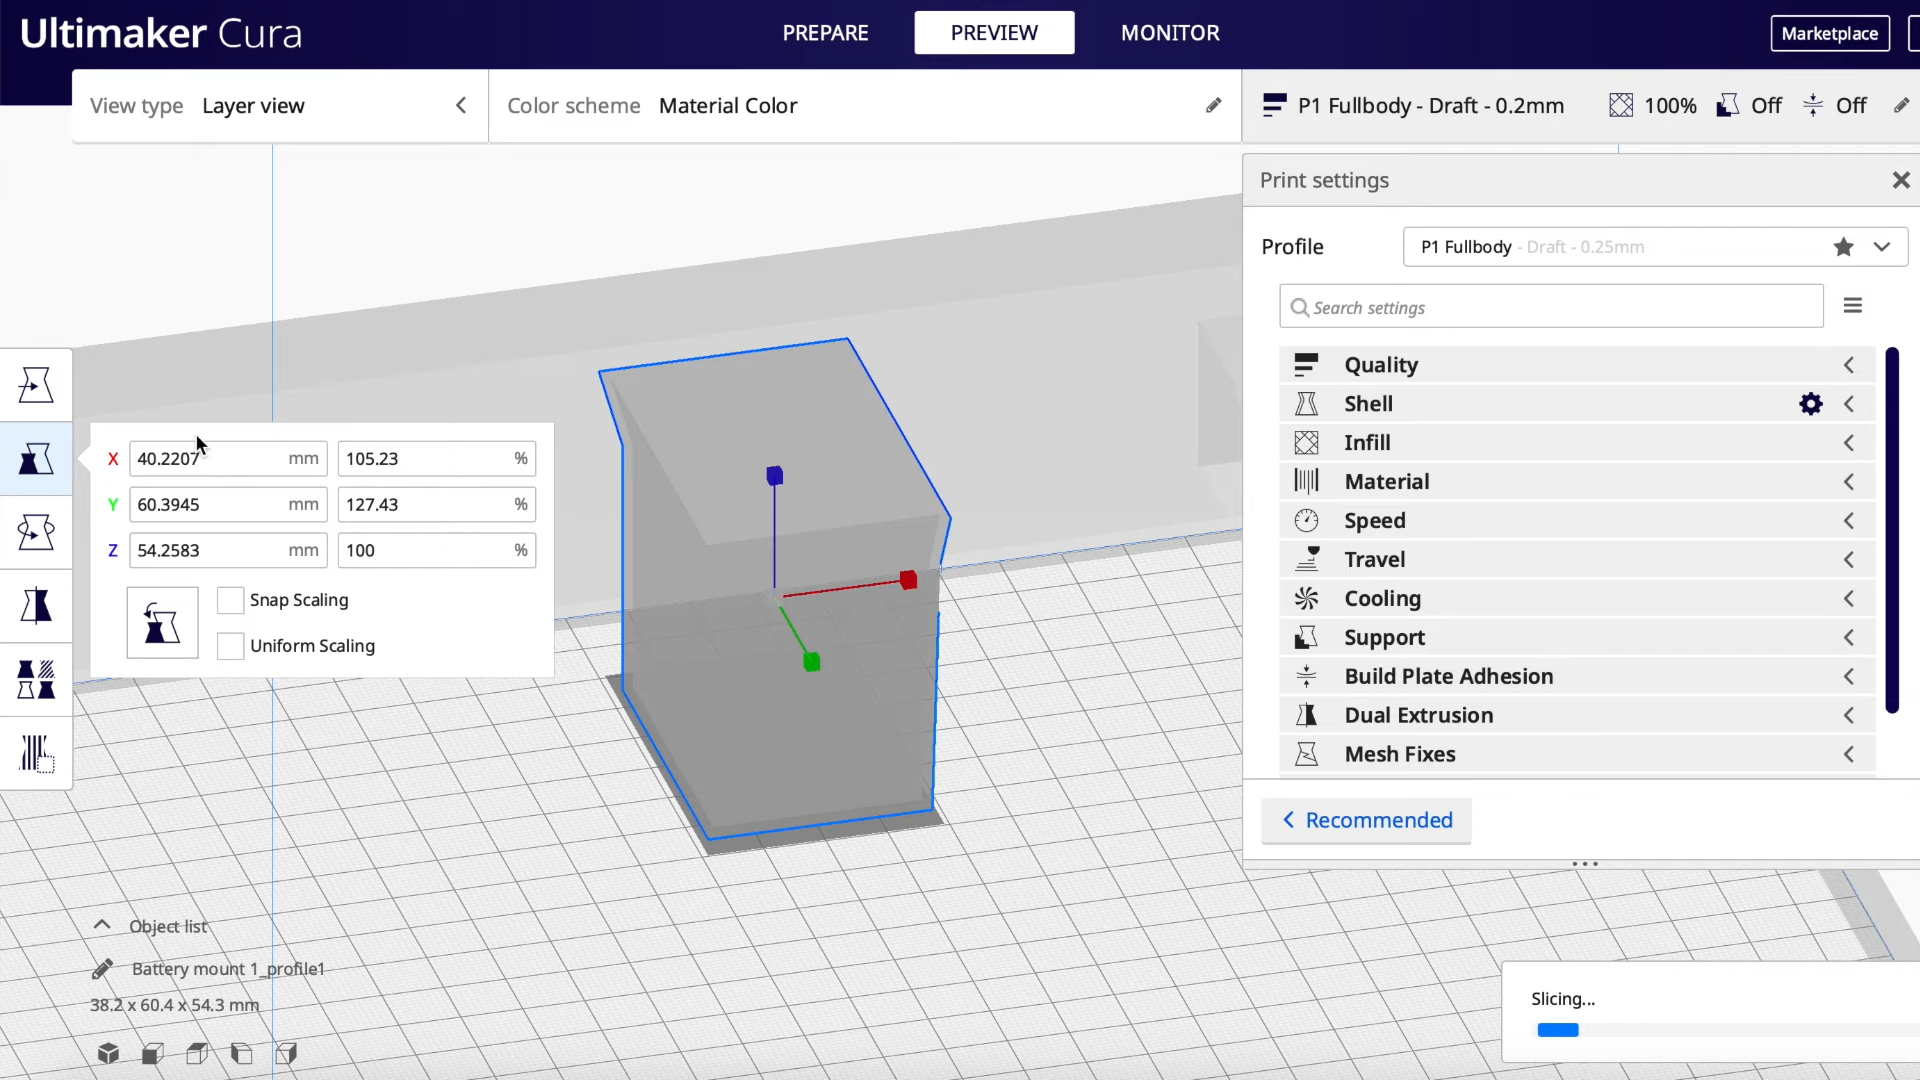 Ultimaker Cura
PREPARE
PREVIEW
MONITOR
Marketplace
View type Layer view
Color scheme Material Color
P1 Fullbody - Draft - 0.2mm
100%
Off
Off
Print settings
Profile
P1 Fullbody - Draft - 0.25mm
Search settings
Quality
Shell
Infill
Material
Speed
Travel
Cooling
Support
Build Plate Adhesion
Dual Extrusion
Mesh Fixes
Recommended
X 40.2207 mm 105.23 %
Y 60.3945 mm 127.43 %
Z 54.2583 mm 100 %
Snap Scaling
Uniform Scaling
Object list
Battery mount 1_profile1
38.2 x 60.4 x 54.3 mm
Slicing...